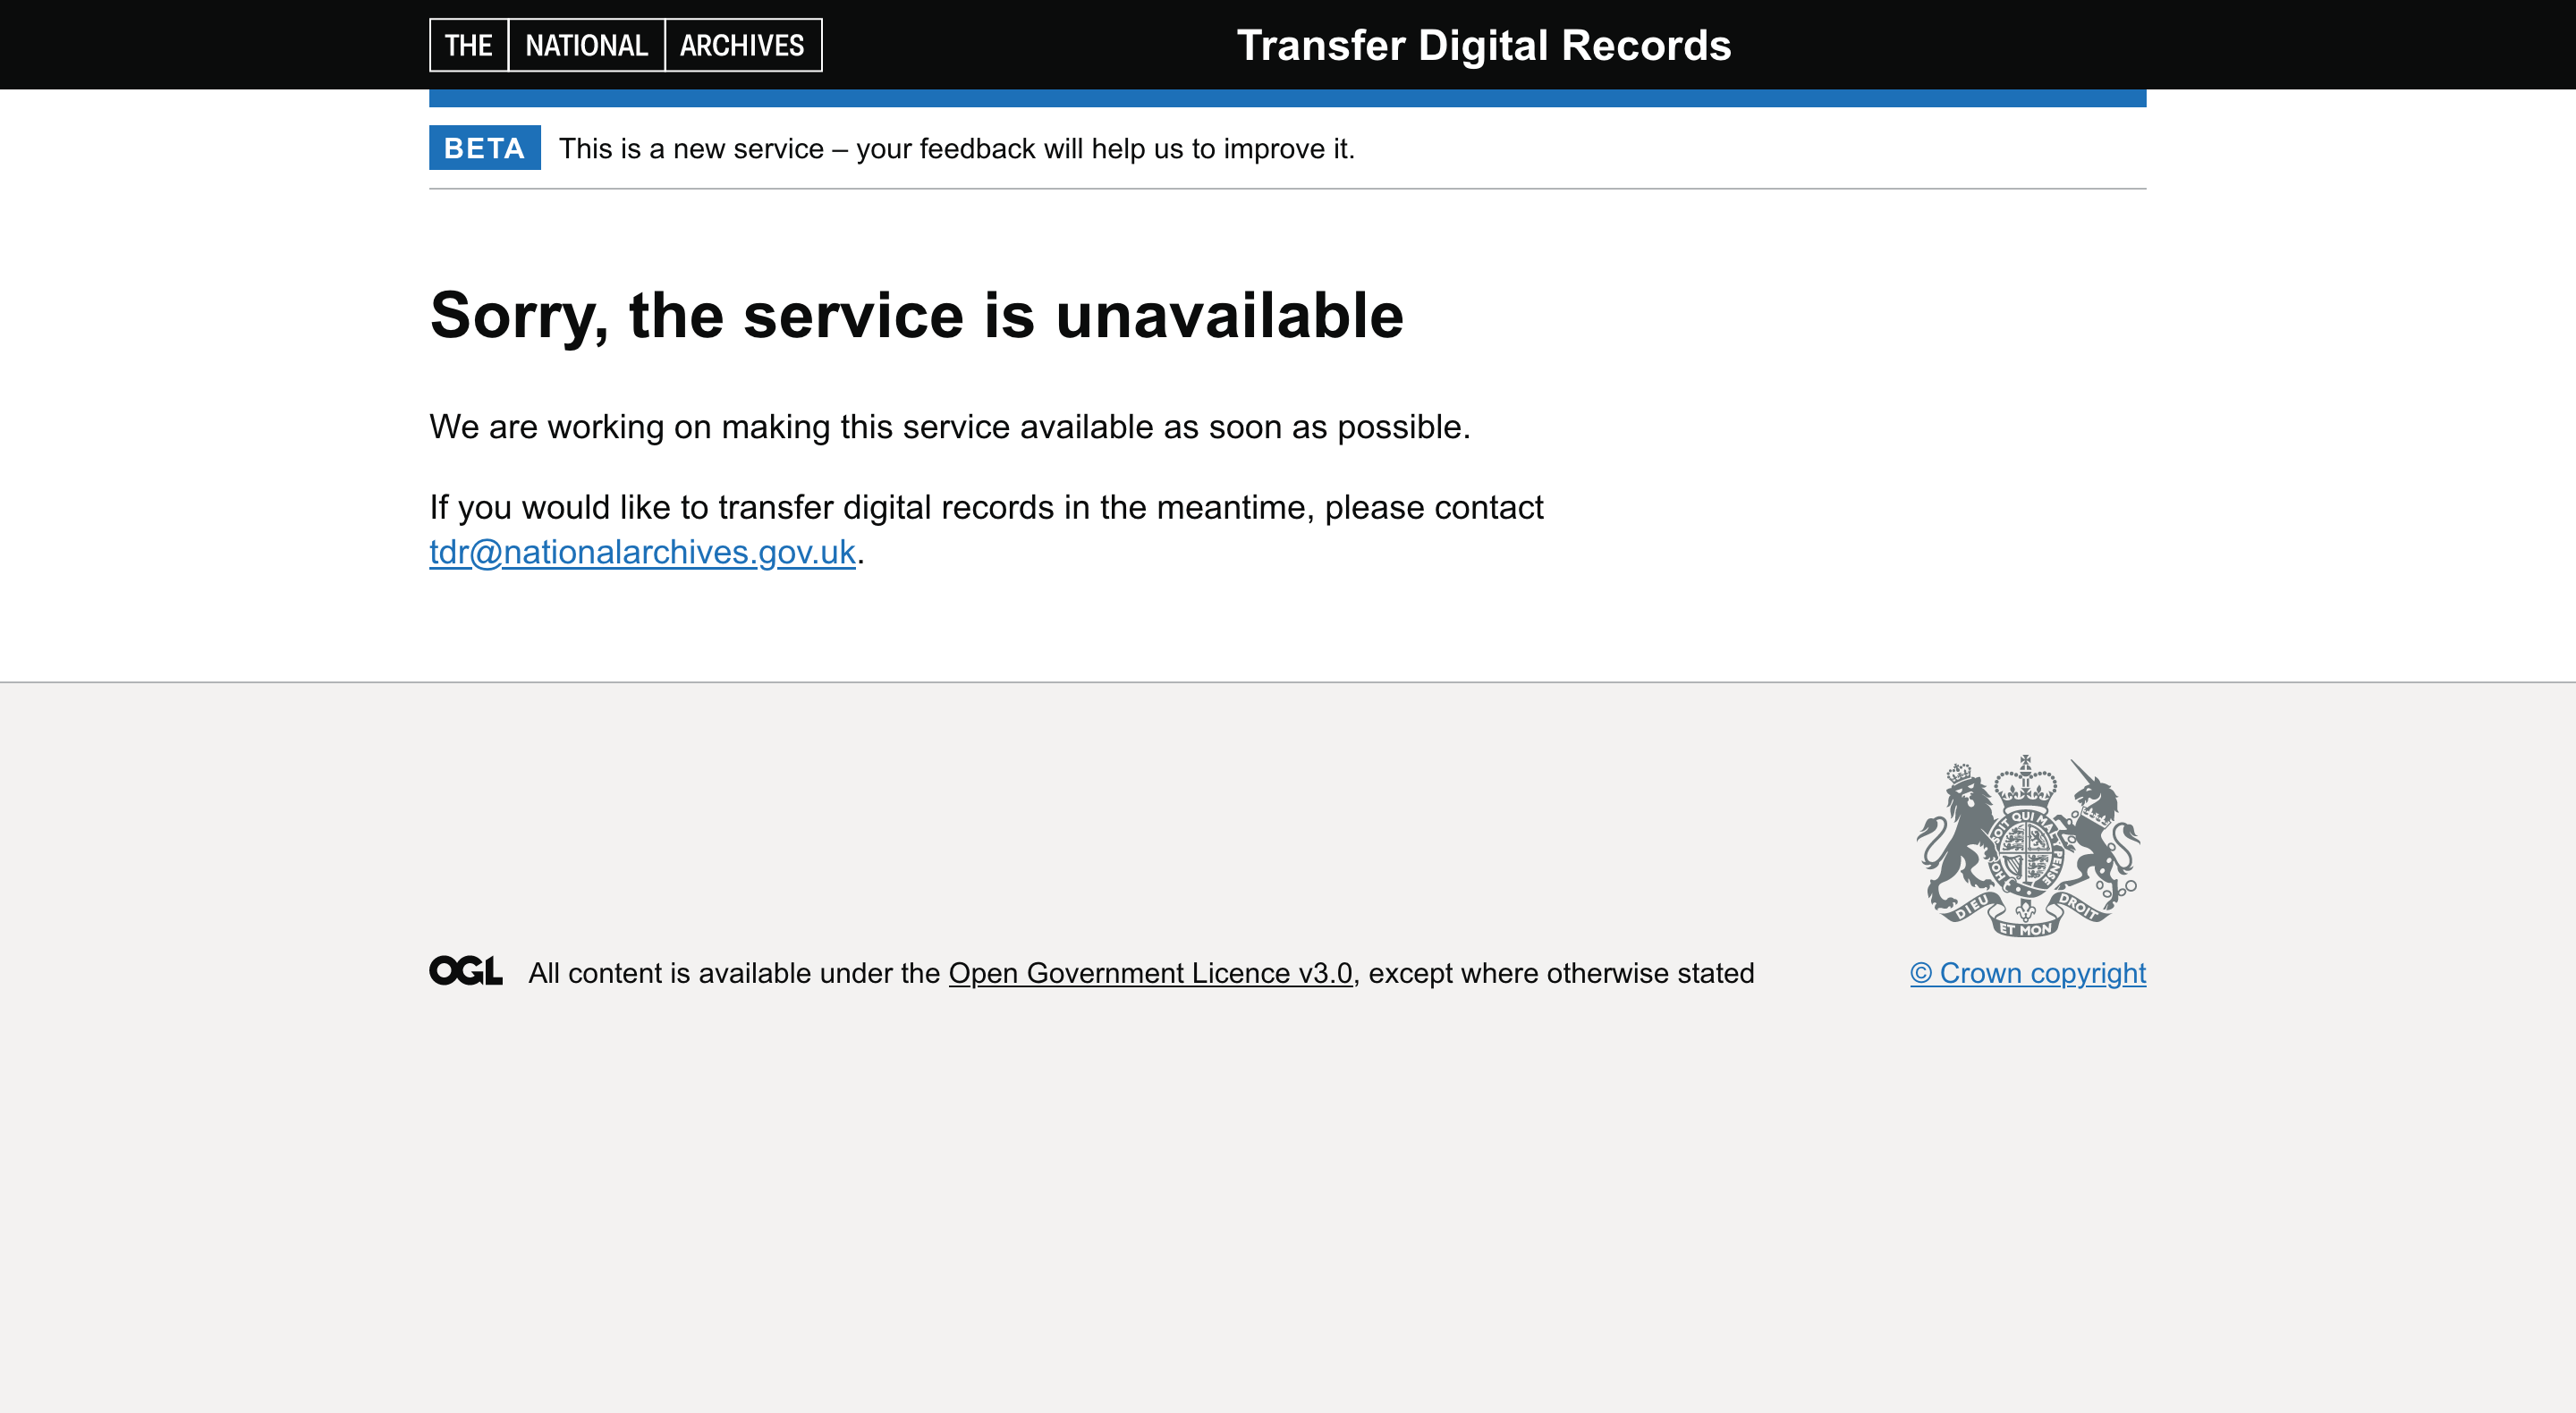 THE NATIONAL ARCHIVES
Transfer Digital Records
BETA This is a new service – your feedback will help us to improve it.
Sorry, the service is unavailable
We are working on making this service available as soon as possible.
If you would like to transfer digital records in the meantime, please contact
tdr@nationalarchives.gov.uk.
SOIT QUI MAL Y PENSE
DIEU ET MON DROIT
OGL All content is available under the Open Government Licence v3.0, except where otherwise stated
© Crown copyright